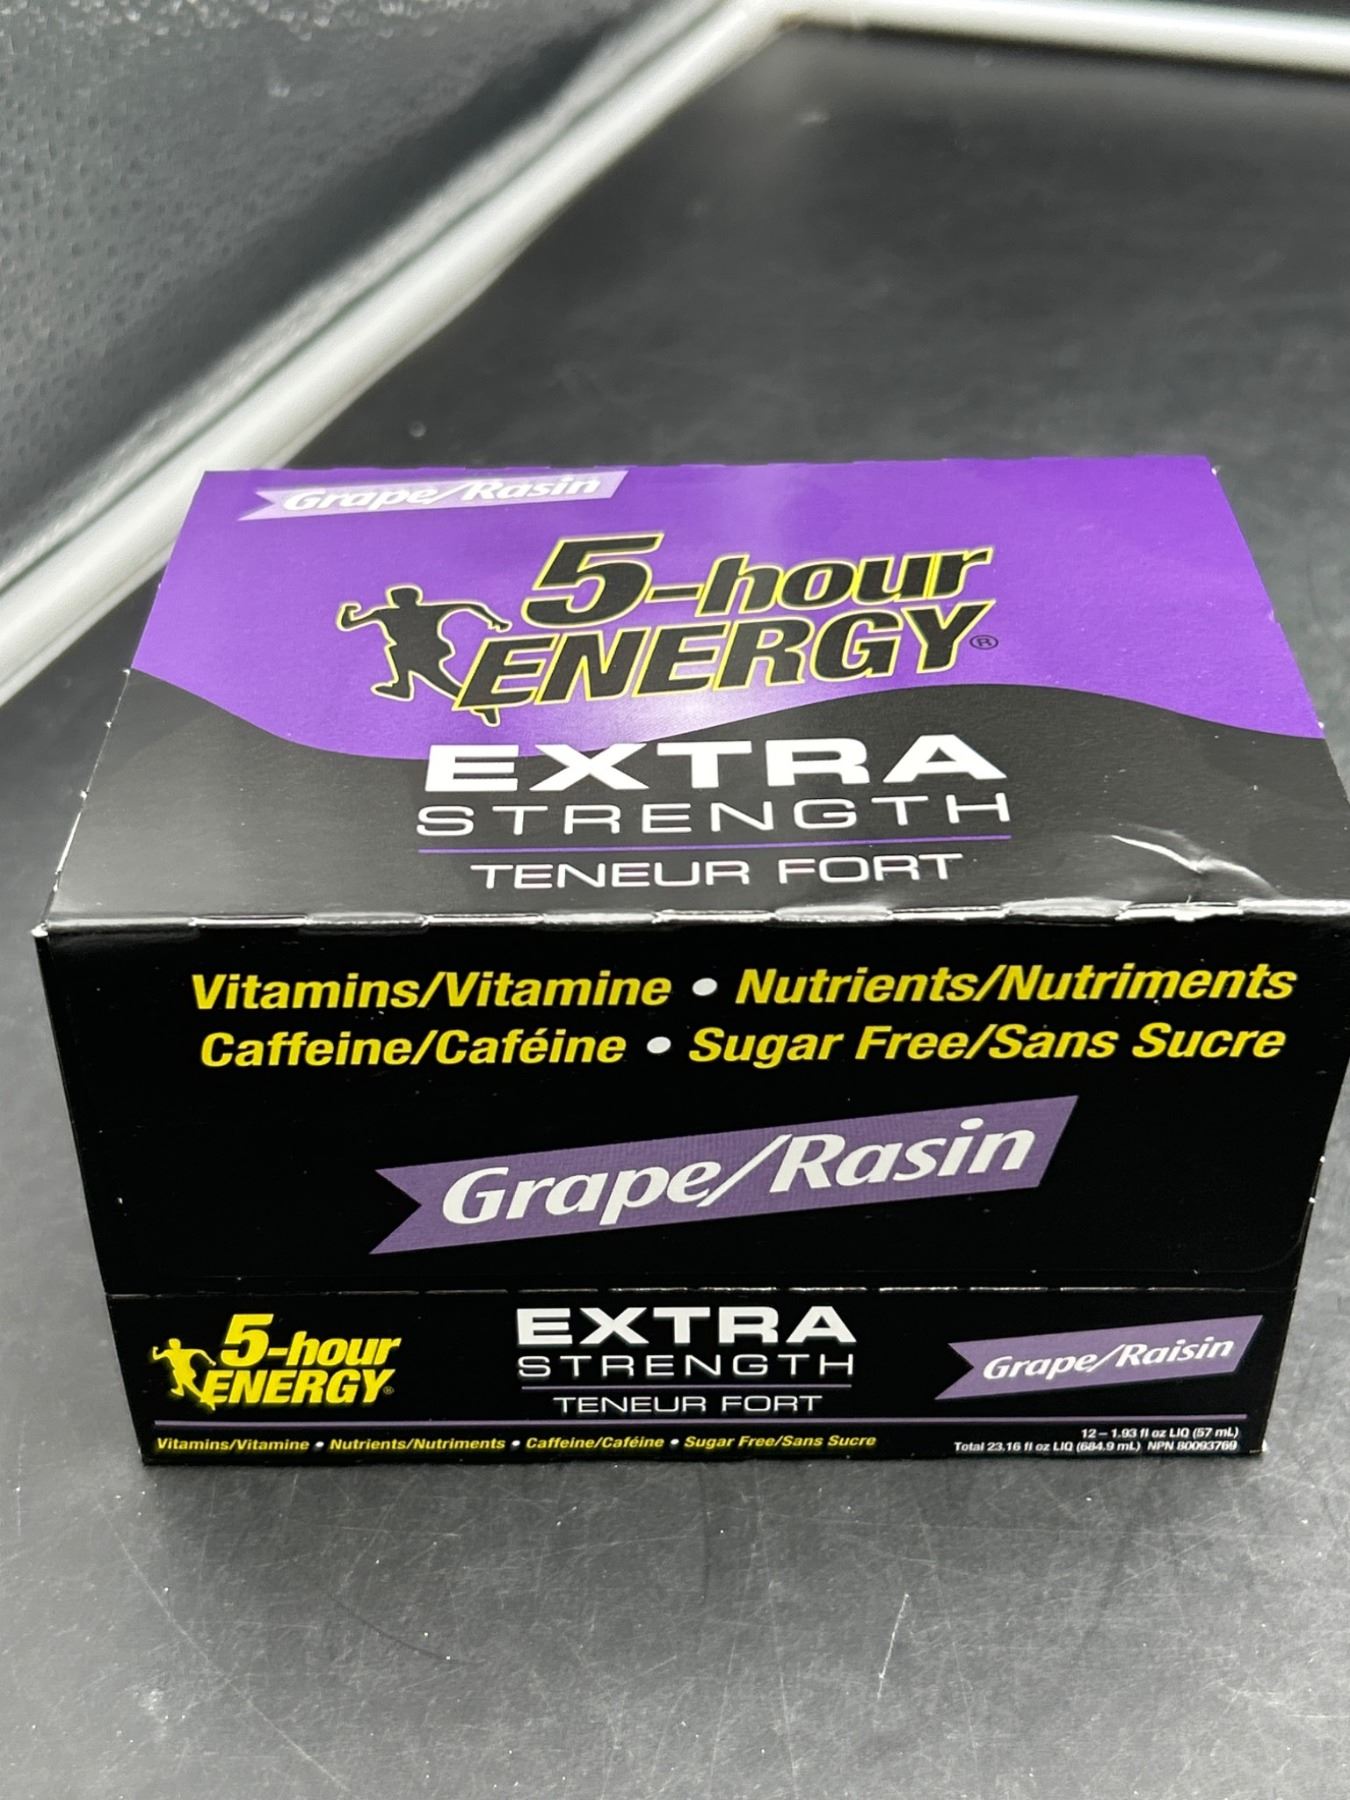 Grape/Rasin
5-hour
ENERGY®
EXTRA
STRENGTH
TENEUR FORT
Vitamins/Vitamine • Nutrients/Nutriments
Caffeine/Caféine • Sugar Free/Sans Sucre
Grape/Rasin
5-hour
ENERGY®
EXTRA
STRENGTH
TENEUR FORT
Grape/Raisin
Vitamins/Vitamine • Nutrients/Nutriments • Caffeine/Caféine • Sugar Free/Sans Sucre
12 – 1.93 fl oz LIQ (57 mL)
Total 23.16 fl oz LIQ (684.9 mL) NPN 80093769